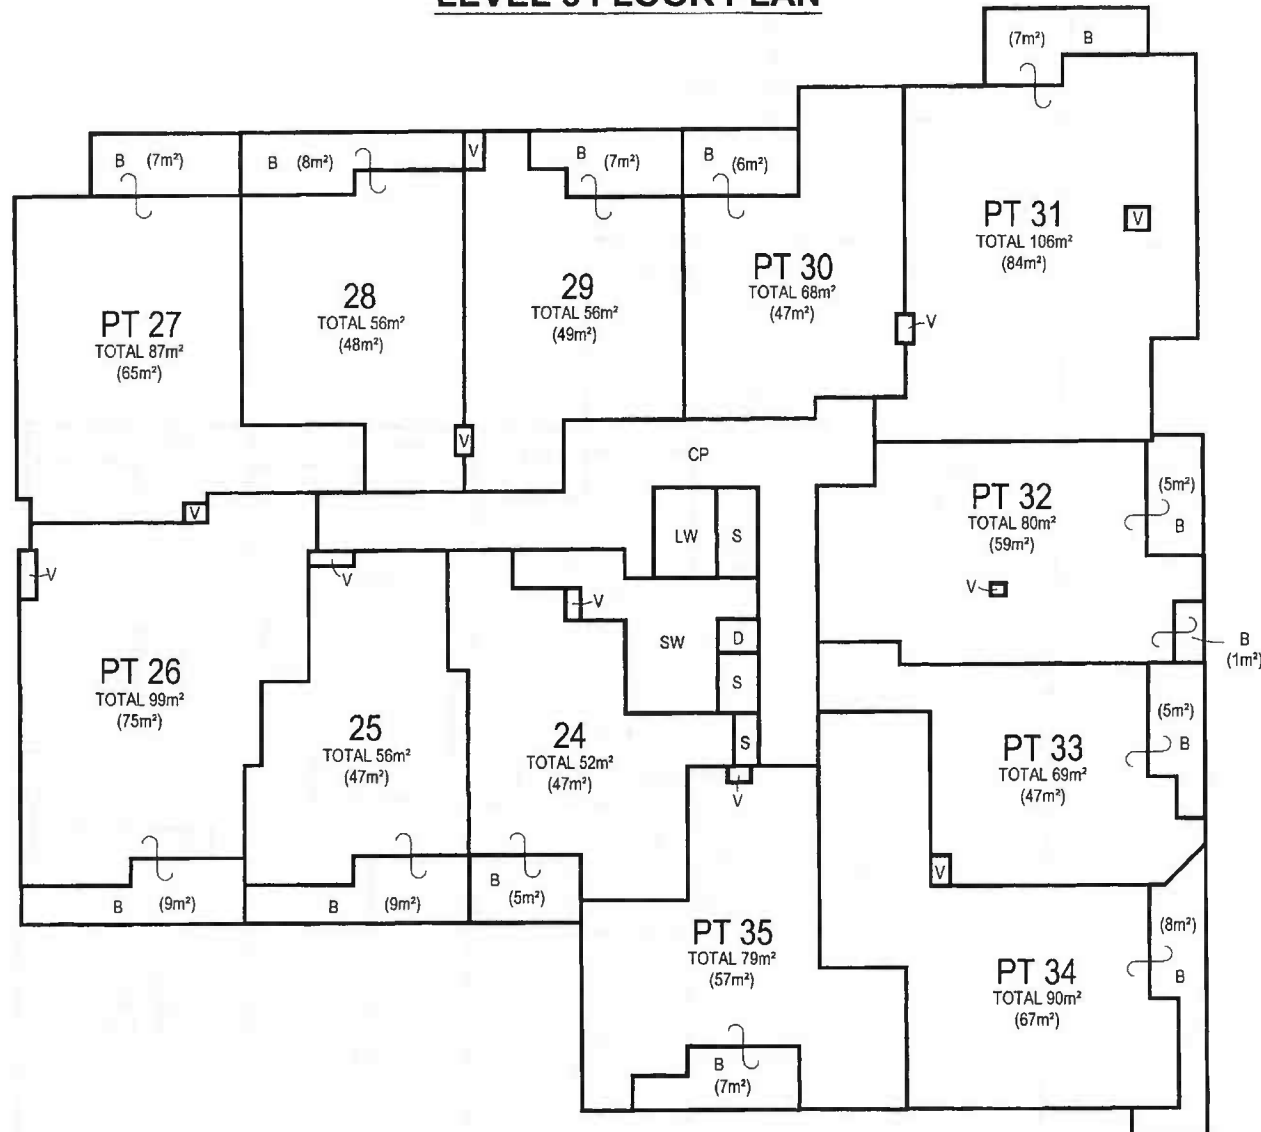 LEVEL 3 FLOOR PLAN
(7m²) B
B (7m²)
B (8m²)
V
B (7m²)
B (6m²)
PT 31
TOTAL 106m²
(84m²)
V
PT 30
TOTAL 68m²
(47m²)
29
TOTAL 56m²
(49m²)
28
TOTAL 56m²
(48m²)
PT 27
TOTAL 87m²
(65m²)
V
V
CP
V
LW
S
PT 32
TOTAL 80m²
(59m²)
(5m²)
B
V
V
V
V
V
SW
D
S
S
B
(1m²)
PT 26
TOTAL 99m²
(75m²)
25
TOTAL 56m²
(47m²)
24
TOTAL 52m²
(47m²)
V
PT 33
TOTAL 69m²
(47m²)
(5m²)
B
V
B (9m²)
B (9m²)
B
(5m²)
PT 35
TOTAL 79m²
(57m²)
PT 34
TOTAL 90m²
(67m²)
(8m²)
B
B
(7m²)